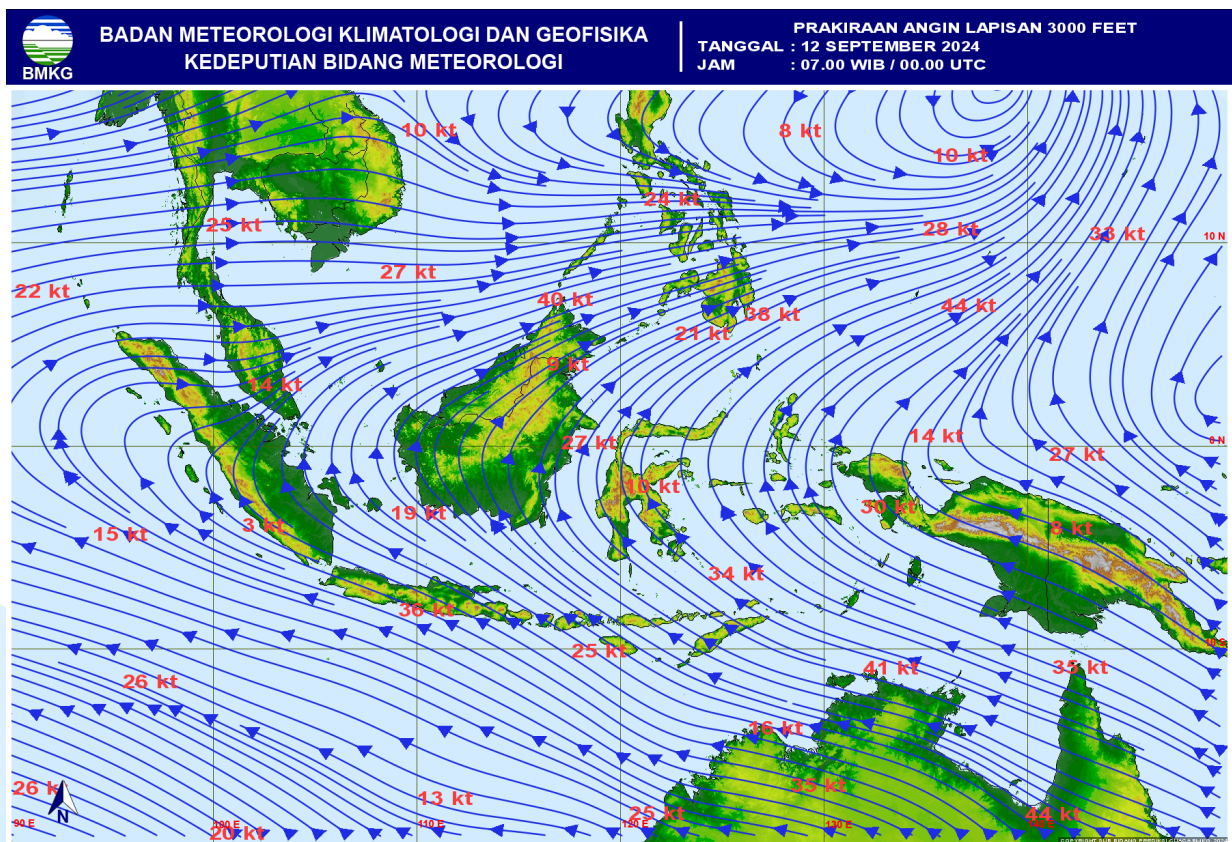 BMKG
BADAN METEOROLOGI KLIMATOLOGI DAN GEOFISIKA
KEDEPUTIAN BIDANG METEOROLOGI
PRAKIRAAN ANGIN LAPISAN 3000 FEET
TANGGAL : 12 SEPTEMBER 2024
JAM : 07.00 WIB / 00.00 UTC
10 kt
8 kt
10 kt
24 kt
25 kt
28 kt
33 kt
10 N
27 kt
22 kt
40 kt
44 kt
38 kt
21 kt
9 kt
14 kt
27 kt
14 kt
0 N
27 kt
10 kt
19 kt
30 kt
3 kt
8 kt
15 kt
34 kt
36 kt
10 S
25 kt
41 kt
35 kt
26 kt
16 kt
26 k
35 kt
13 kt
25 kt
44 kt
N
90 E
100 E
20 kt
110 E
120 E
130 E